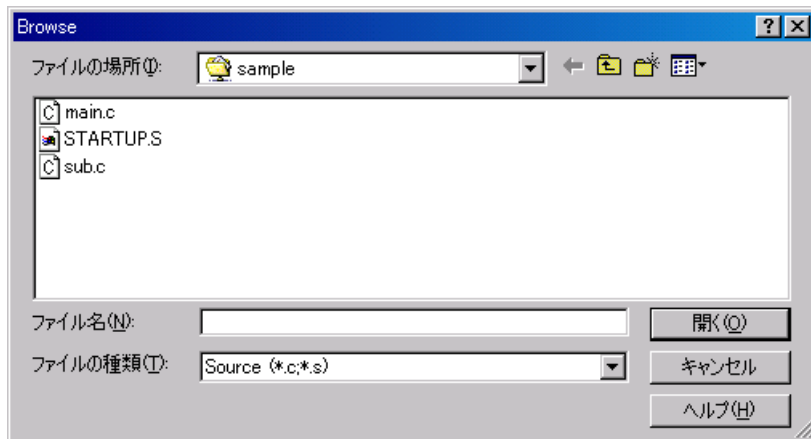 Browse
ファイルの場所(I):
sample
main.c
STARTUP.S
sub.c
ファイル名(N):
開く(O)
ファイルの種類(T):
Source (*.c;*.s)
キャンセル
ヘルプ(H)